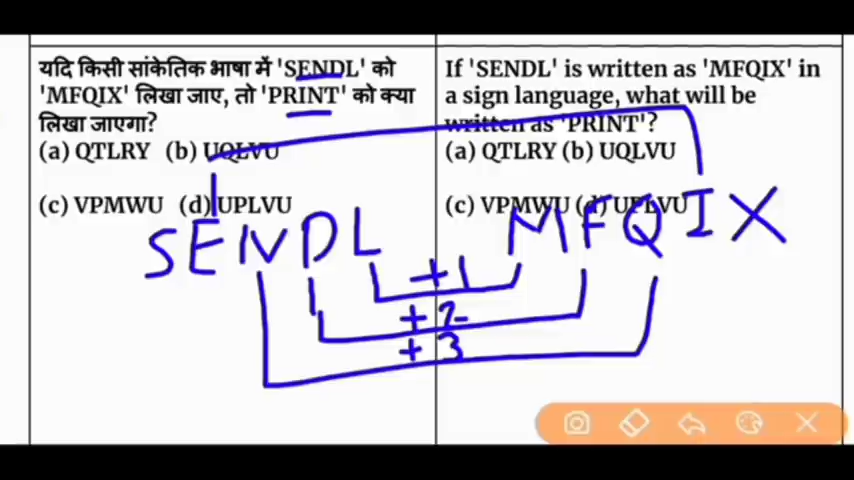 यदि किसी सांकेतिक भाषा में 'SENDL' को
'MFQIX' लिखा जाए, तो 'PRINT' को क्या
लिखा जाएगा?
(a) QTLRY (b) UQLVU
(c) VPMWU (d) UPLVU
If 'SENDL' is written as 'MFQIX' in
a sign language, what will be
written as 'PRINT'?
(a) QTLRY (b) UQLVU
(c) VPMWU (d) UPLVU
SENDL MFQIX
+1
+2
+3